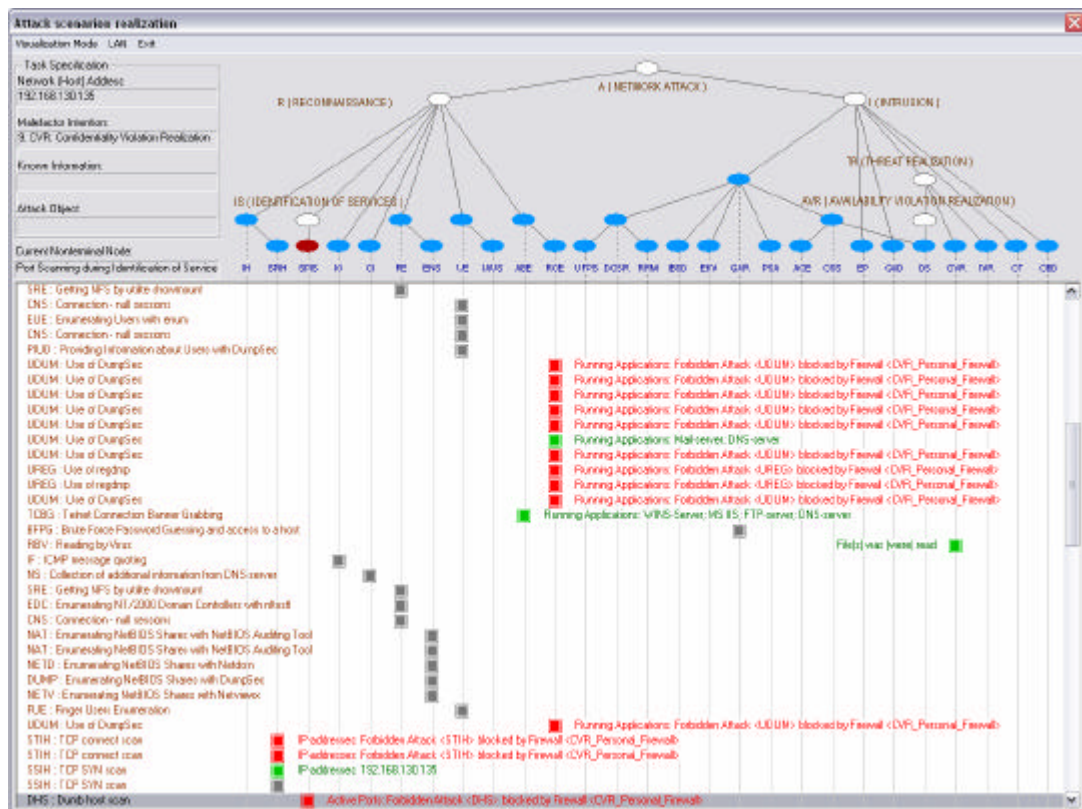 Attack scenarion realization
Visualization Mode LAN Exit
Task Specification
Network (Host) Address
192.168.130.135
Malefactor Intention:
9. CVR, Confidentiality Violation Realization
Known Information:
Attack Object:
Current Nonterminal Node:
Port Scanning during Identification of Service
A ( NETWORK ATTACK )
R ( RECONNAISSANCE )
I ( INTRUSION )
TR (THREAT REALIZATION )
IS ( IDENTIFICATION OF SERVICES )
AVR ( AVAILABILITY VIOLATION REALIZATION )
IH SPIH SPIS IO CI RE ENS UE ABE RCE UFPS GAR PSA ACE EP GAD DS CVR IVR CT CBD
SRE : Getting NFS by utilite showmount
CNS : Connection - null sessions
EUE : Enumerating Users with enum
CNS : Connection - null sessions
PIUD : Providing Information about Users with DumpSec
UDUM : Use of DumpSec Running Applications: Forbidden Attack <UDUM> blocked by Firewall <CVR_Personal_Firewall>
UDUM : Use of DumpSec Running Applications: Forbidden Attack <UDUM> blocked by Firewall <CVR_Personal_Firewall>
UDUM : Use of DumpSec Running Applications: Forbidden Attack <UDUM> blocked by Firewall <CVR_Personal_Firewall>
UDUM : Use of DumpSec Running Applications: Forbidden Attack <UDUM> blocked by Firewall <CVR_Personal_Firewall>
UDUM : Use of DumpSec Running Applications: Forbidden Attack <UDUM> blocked by Firewall <CVR_Personal_Firewall>
UDUM : Use of DumpSec Running Applications: Mail-server; DNS-server
UDUM : Use of DumpSec Running Applications: Forbidden Attack <UDUM> blocked by Firewall <CVR_Personal_Firewall>
UREG : Use of regdmp Running Applications: Forbidden Attack <UREG> blocked by Firewall <CVR_Personal_Firewall>
UREG : Use of regdmp Running Applications: Forbidden Attack <UREG> blocked by Firewall <CVR_Personal_Firewall>
UDUM : Use of DumpSec Running Applications: Forbidden Attack <UDUM> blocked by Firewall <CVR_Personal_Firewall>
TCBG : Telnet Connection Banner Grabbing Running Applications: WINS-Server; MS IIS; FTP-server; DNS-server
BFPG : Brute Force Password Guessing and access to a host
RBV : Reading by Virus File(s) was (were) read
IF : ICMP message quoting
NS : Collection of additional information from DNS-server
SRE : Getting NFS by utilite showmount
EDC : Enumerating NT/2000 Domain Controllers with nltest
CNS : Connection - null sessions
NAT : Enumerating NetBIOS Shares with NetBIOS Auditing Tool
NAT : Enumerating NetBIOS Shares with NetBIOS Auditing Tool
NETD : Enumerating NetBIOS Shares with Netdom
DUMP : Enumerating NetBIOS Shares with DumpSec
NETV : Enumerating NetBIOS Shares with Netviewx
FUE : Finger Users Enumeration
UDUM : Use of DumpSec Running Applications: Forbidden Attack <UDUM> blocked by Firewall <CVR_Personal_Firewall>
STIH : TCP connect scan IP-addresses: Forbidden Attack <STIH> blocked by Firewall <CVR_Personal_Firewall>
STIH : TCP connect scan IP-addresses: Forbidden Attack <STIH> blocked by Firewall <CVR_Personal_Firewall>
SSIH : TCP SYN scan IP-addresses: 192.168.130.135
SSIH : TCP SYN scan
DHS : Dumb host scan Active Ports: Forbidden Attack <DHS> blocked by Firewall <CVR_Personal_Firewall>